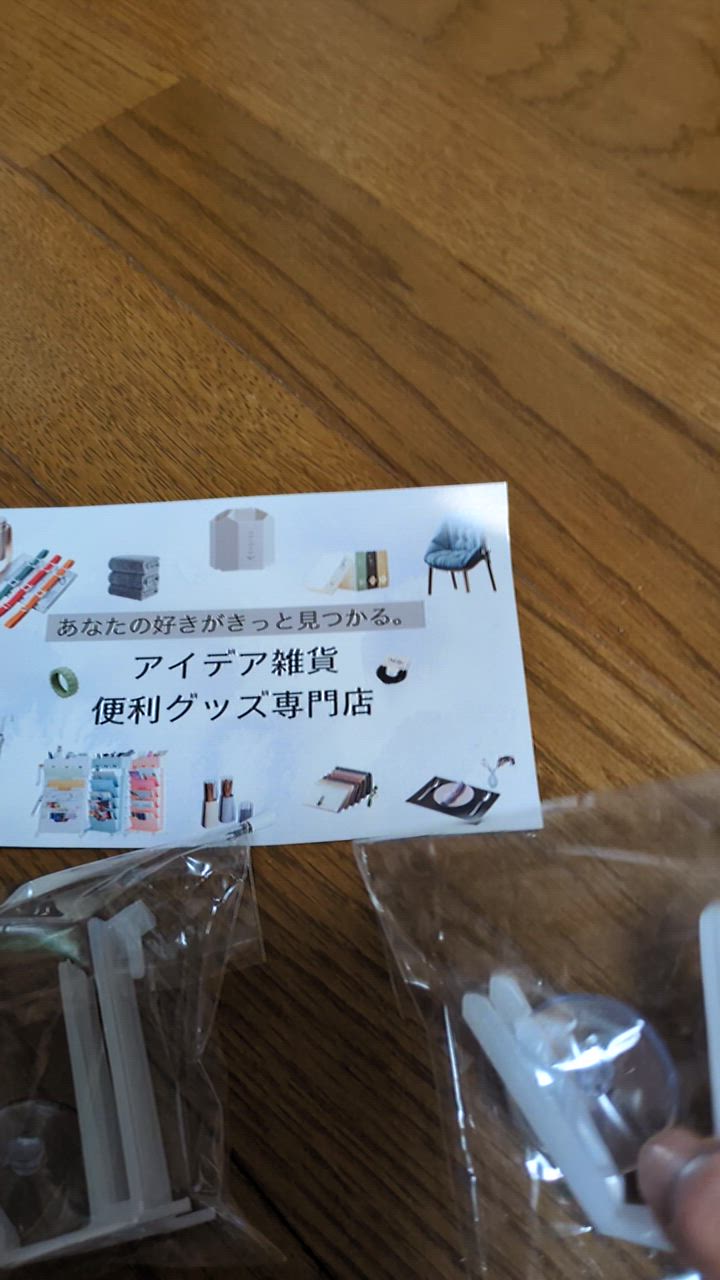 あなたの好きがきっと見つかる。
アイデア雑貨
便利グッズ専門店